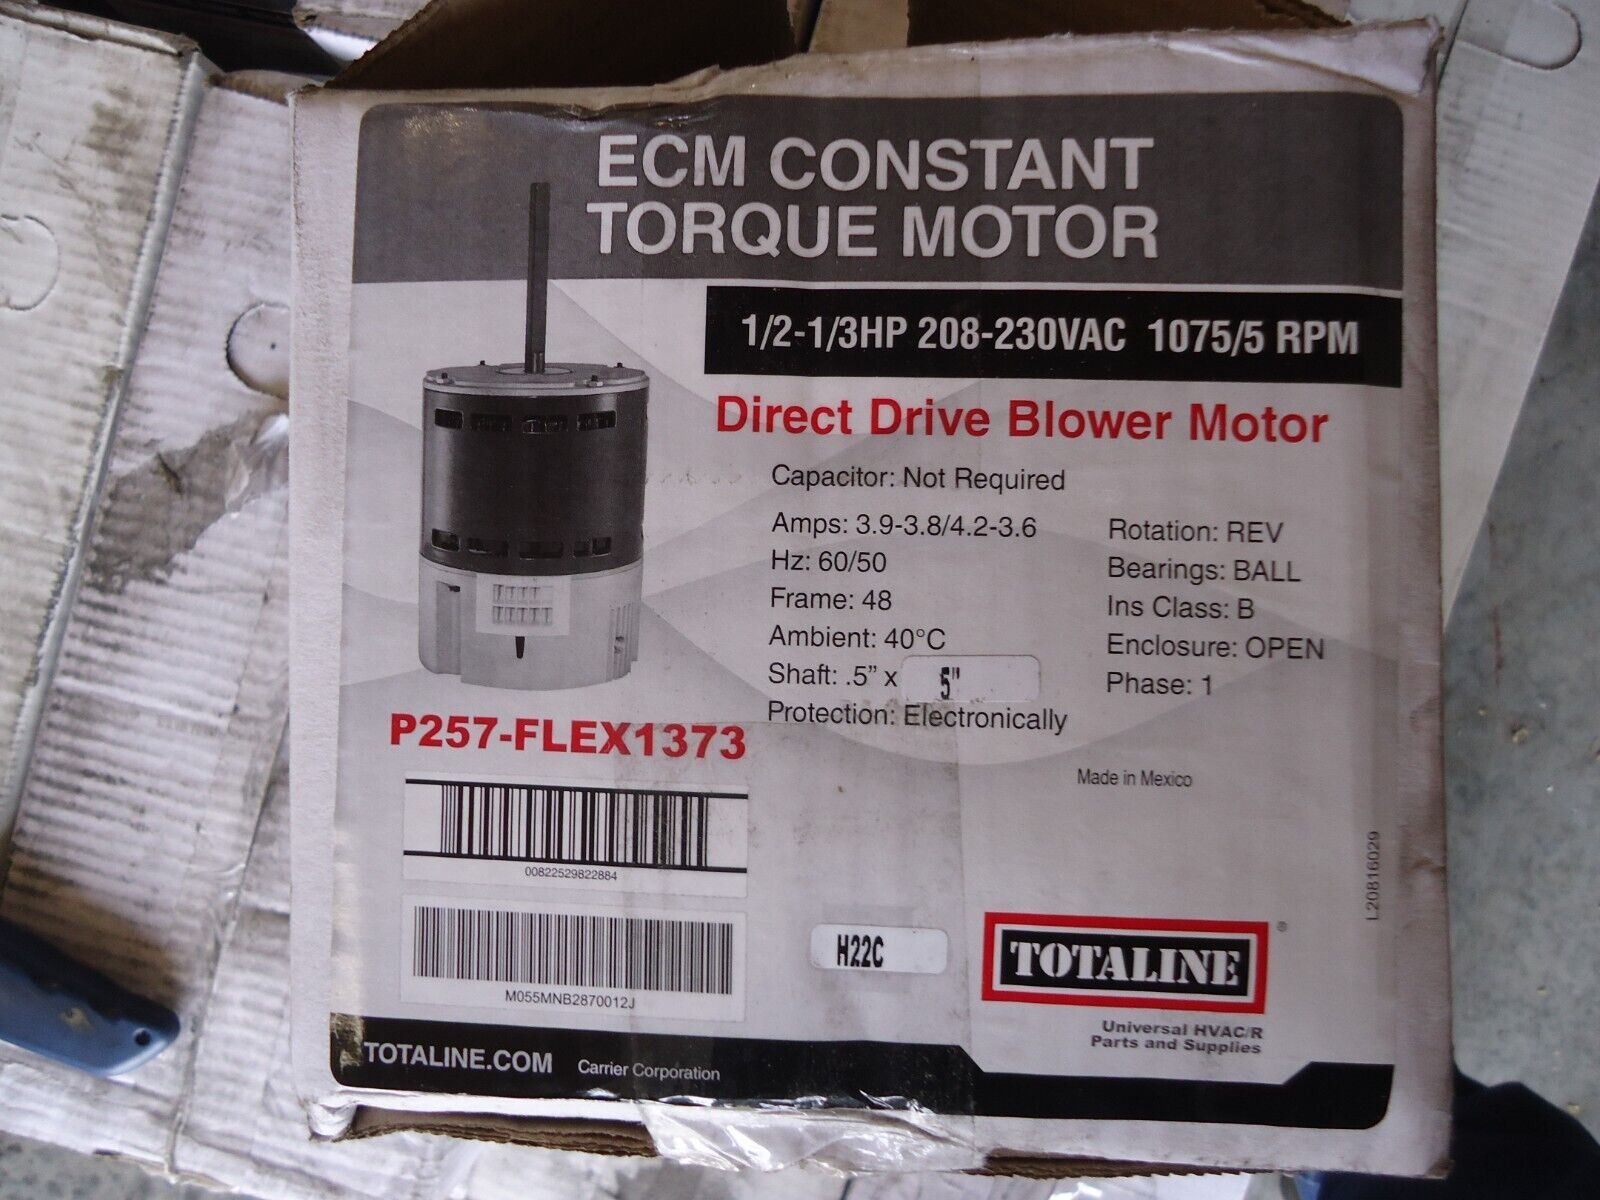 ECM CONSTANT
TORQUE MOTOR
1/2-1/3HP 208-230VAC 1075/5 RPM
Direct Drive Blower Motor
Capacitor: Not Required
Amps: 3.9-3.8/4.2-3.6
Hz: 60/50
Frame: 48
Ambient: 40°C
Shaft: .5" x 5"
Protection: Electronically
Rotation: REV
Bearings: BALL
Ins Class: B
Enclosure: OPEN
Phase: 1
P257-FLEX1373
Made in Mexico
00822529822884
M055MNB2870012J
H22C
L20816029
TOTALINE®
Universal HVAC/R
Parts and Supplies
TOTALINE.COM Carrier Corporation